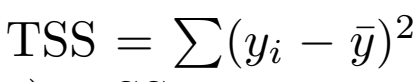 TSS = ∑(yᵢ − ȳ)²